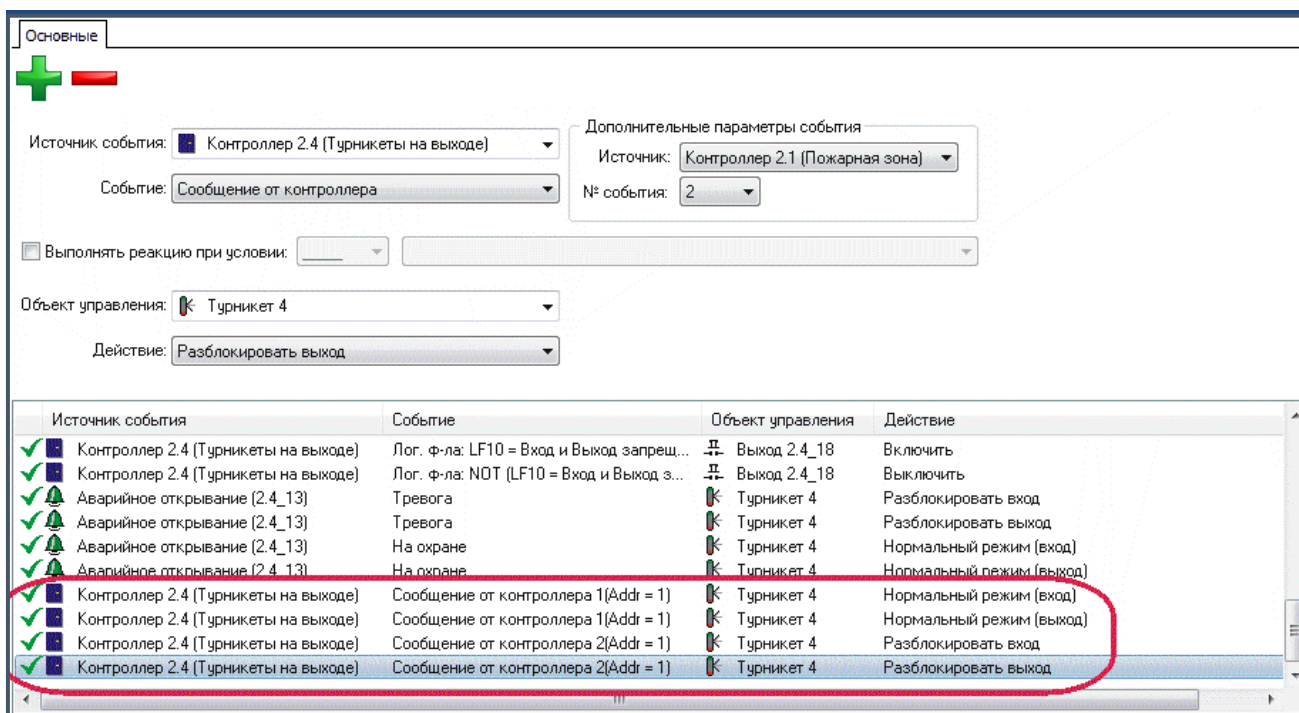 Основные
Дополнительные параметры события
Источник события: Контроллер 2.4 (Турникеты на выходе)
Источник: Контроллер 2.1 (Пожарная зона)
Событие: Сообщение от контроллера
№ события: 2
Выполнять реакцию при условии:
Объект управления: Турникет 4
Действие: Разблокировать выход
Источник события Событие Объект управления Действие
Контроллер 2.4 (Турникеты на выходе) Лог. ф-ла: LF10 = Вход и Выход запрещ... Выход 2.4_18 Включить
Контроллер 2.4 (Турникеты на выходе) Лог. ф-ла: NOT (LF10 = Вход и Выход з... Выход 2.4_18 Выключить
Аварийное открывание (2.4_13) Тревога Турникет 4 Разблокировать вход
Аварийное открывание (2.4_13) Тревога Турникет 4 Разблокировать выход
Аварийное открывание (2.4_13) На охране Турникет 4 Нормальный режим (вход)
Аварийное открывание (2.4_13) На охране Турникет 4 Нормальный режим (выход)
Контроллер 2.4 (Турникеты на выходе) Сообщение от контроллера 1(Addr = 1) Турникет 4 Нормальный режим (вход)
Контроллер 2.4 (Турникеты на выходе) Сообщение от контроллера 1(Addr = 1) Турникет 4 Нормальный режим (выход)
Контроллер 2.4 (Турникеты на выходе) Сообщение от контроллера 2(Addr = 1) Турникет 4 Разблокировать вход
Контроллер 2.4 (Турникеты на выходе) Сообщение от контроллера 2(Addr = 1) Турникет 4 Разблокировать выход